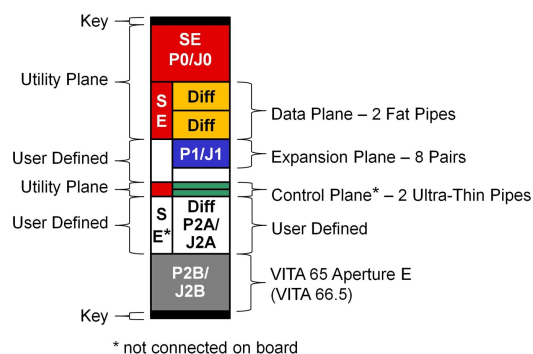 Key
SE
P0/J0
Utility Plane
S
E
Diff
Diff
Data Plane – 2 Fat Pipes
User Defined
P1/J1
Expansion Plane – 8 Pairs
Utility Plane
Control Plane* – 2 Ultra-Thin Pipes
User Defined
S
E*
Diff
P2A/
J2A
User Defined
P2B/
J2B
VITA 65 Aperture E
(VITA 66.5)
Key
* not connected on board